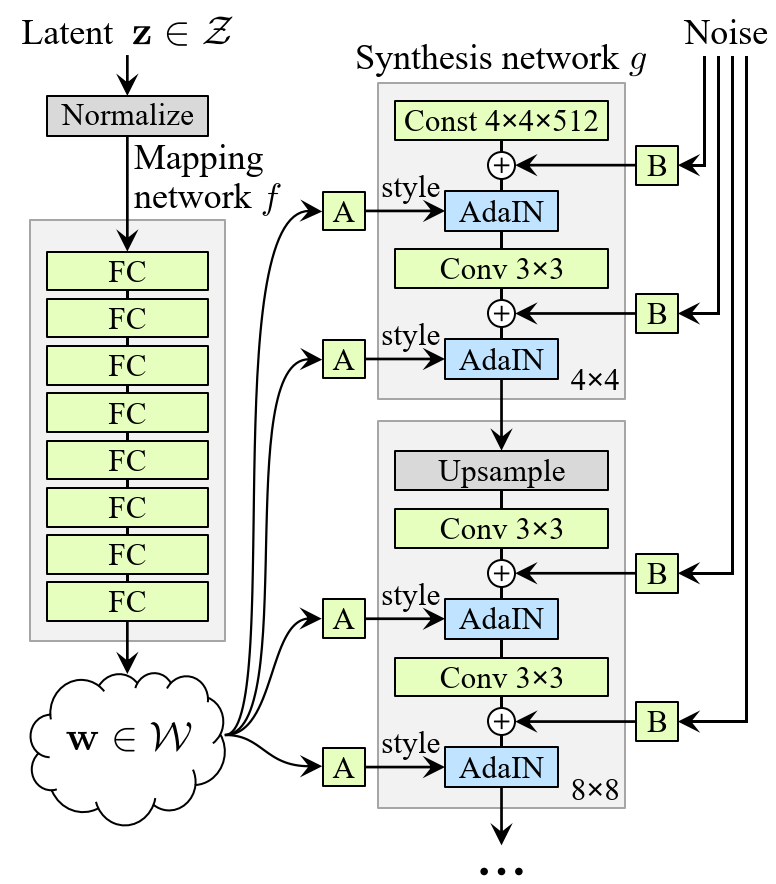 Latent z ∈ 𝒵
Normalize
Mapping
network f
FC
FC
FC
FC
FC
FC
FC
FC
w ∈ 𝒲
Synthesis network g
Noise
Const 4×4×512
+
B
A
style
AdaIN
Conv 3×3
+
B
A
style
AdaIN
4×4
Upsample
Conv 3×3
+
B
A
style
AdaIN
Conv 3×3
+
B
A
style
AdaIN
8×8
...